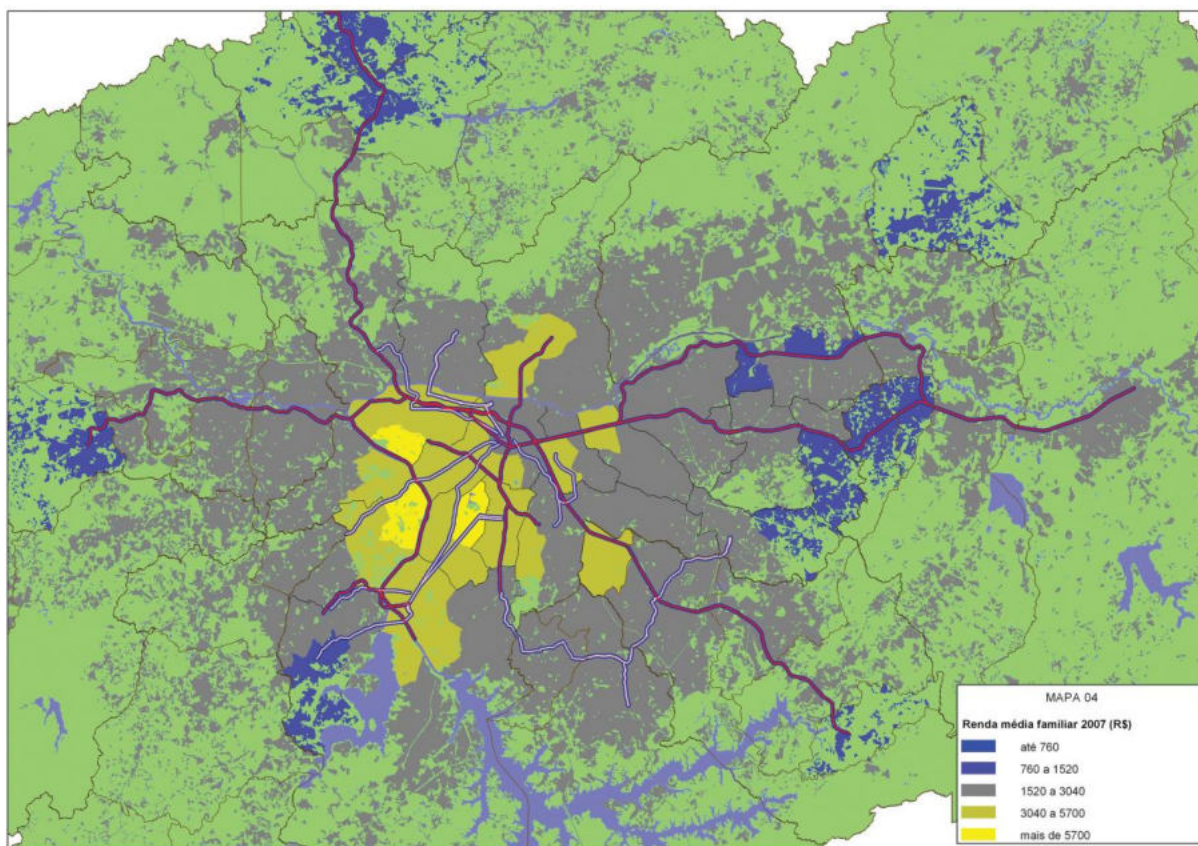 MAPA 04
Renda média familiar 2007 (R$)
até 760
760 a 1520
1520 a 3040
3040 a 5700
mais de 5700